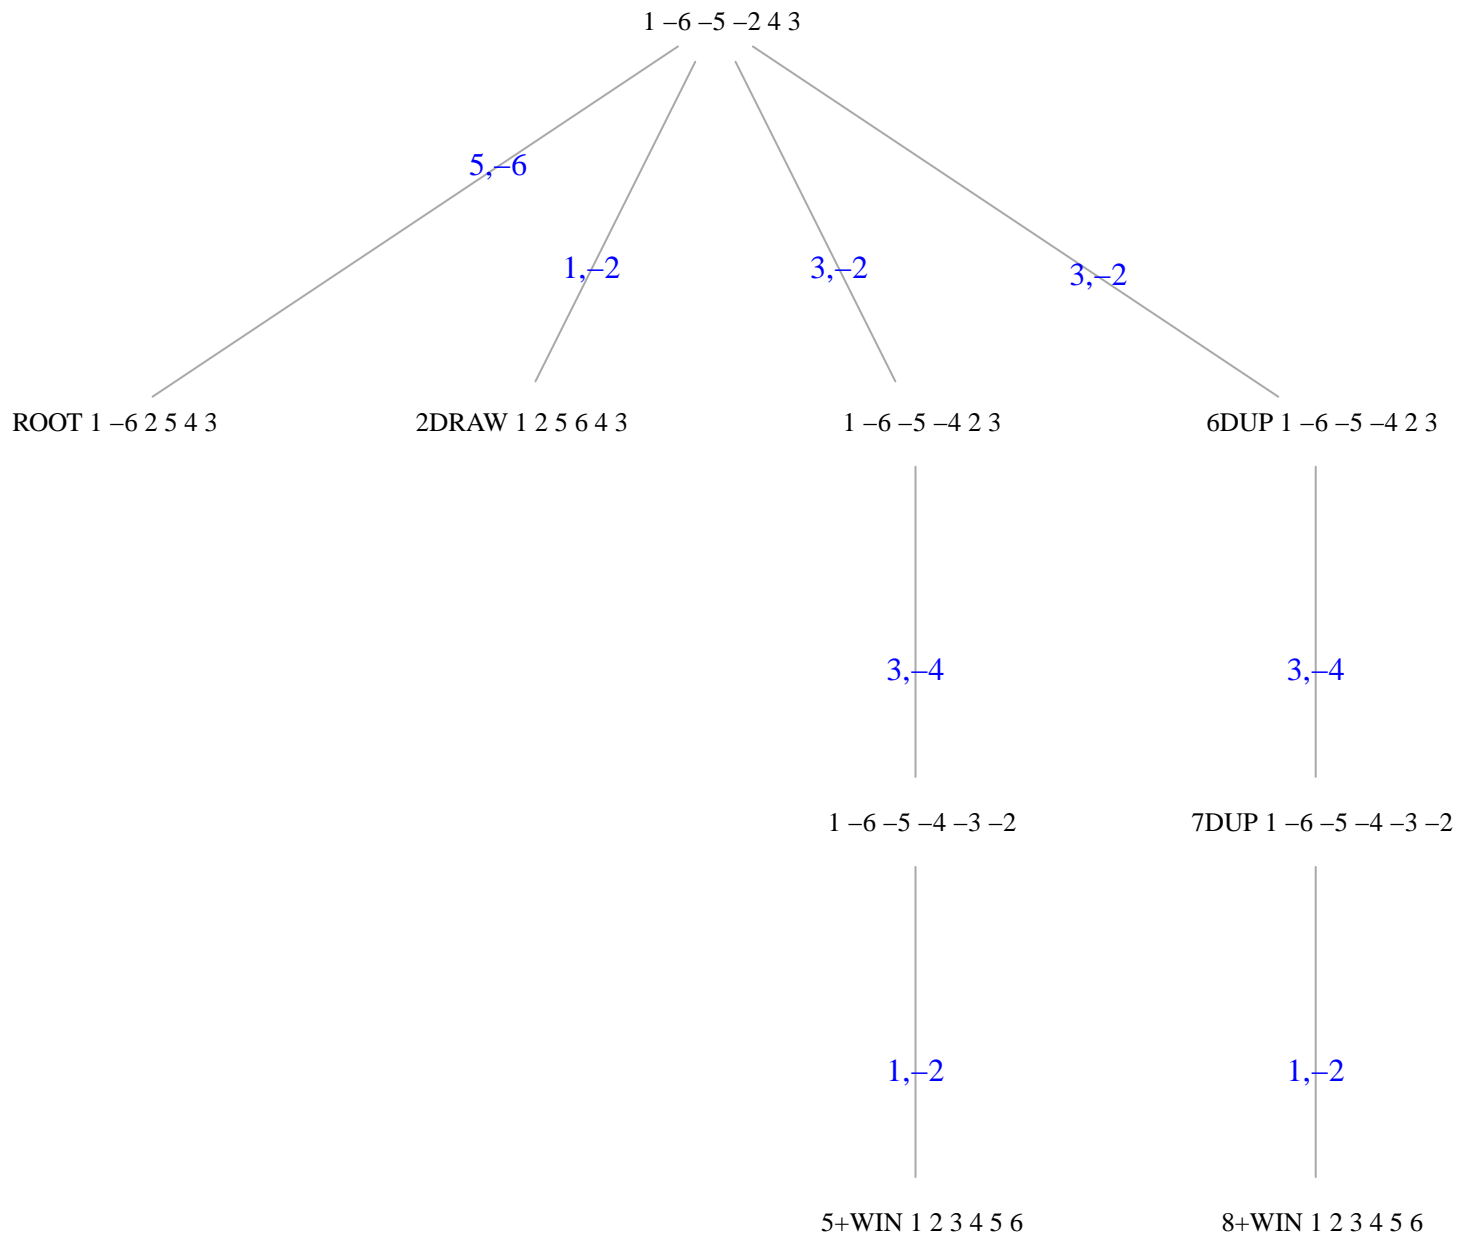 1 –6 –5 –2 4 3
5,–6
1,–2
3,–2
3,–2
ROOT 1 –6 2 5 4 3
2DRAW 1 2 5 6 4 3
1 –6 –5 –4 2 3
6DUP 1 –6 –5 –4 2 3
3,–4
3,–4
1 –6 –5 –4 –3 –2
7DUP 1 –6 –5 –4 –3 –2
1,–2
1,–2
5+WIN 1 2 3 4 5 6
8+WIN 1 2 3 4 5 6